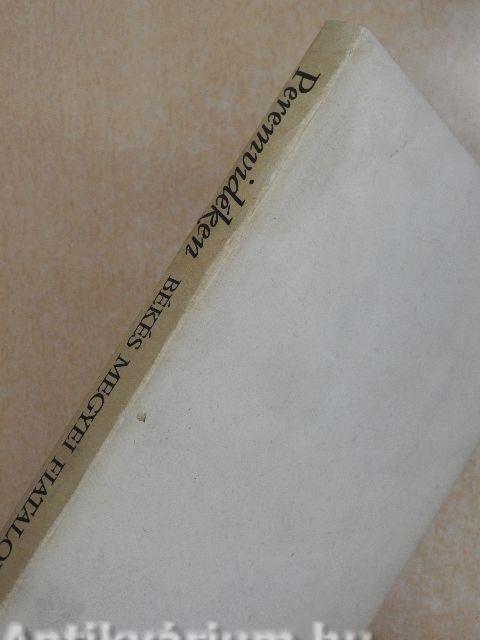 Peremvidéken BÉKÉS MEGYEI FIATALO
Antikvárium.hu